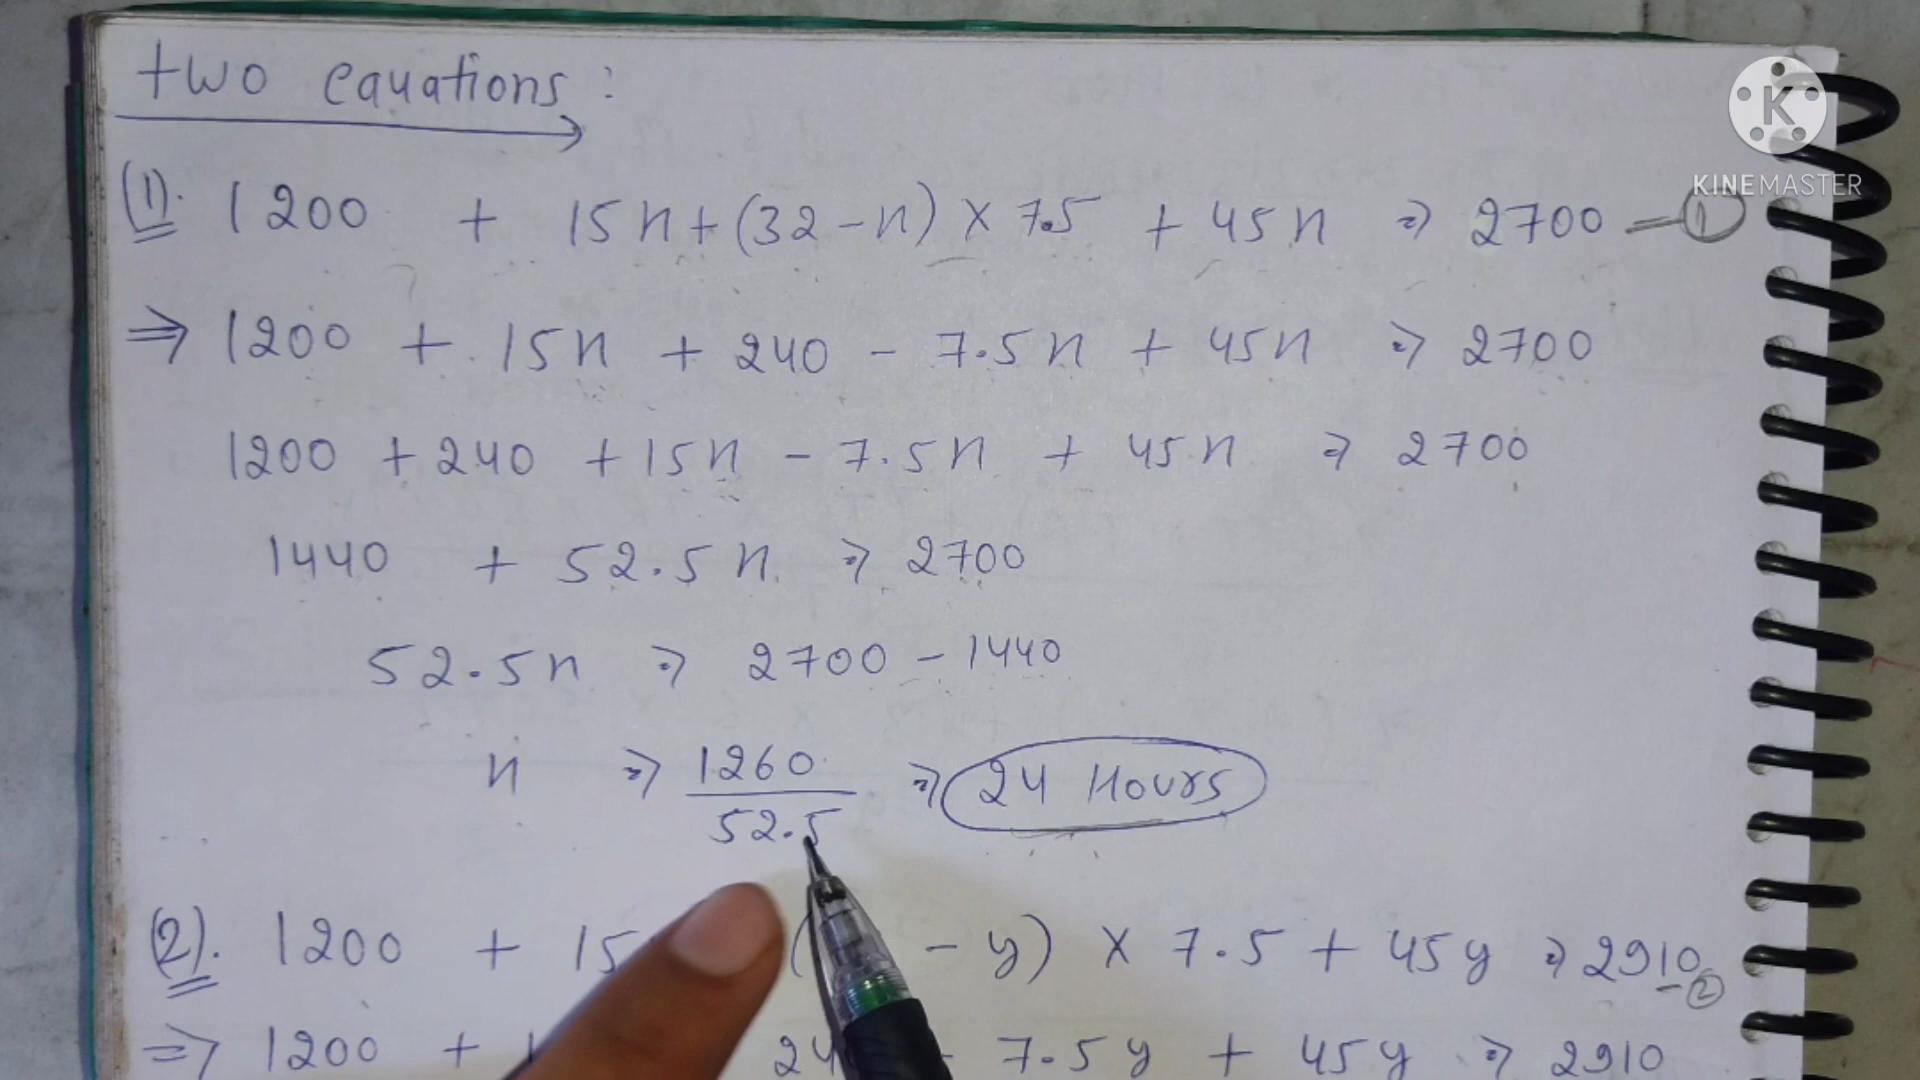 two equations :
(1). 1200 + 15n + (32 - n) × 7.5 + 45n => 2700 — (1)
KINEMASTER
=> 1200 + 15n + 240 - 7.5n + 45n => 2700
1200 + 240 + 15n - 7.5n + 45n => 2700
1440 + 52.5n => 2700
52.5n => 2700 - 1440
n => 1260/52.5 => 24 Hours
(2). 1200 + 15 ( - y) × 7.5 + 45y => 2910 — (2)
=> 1200 + - 7.5y + 45y => 2910